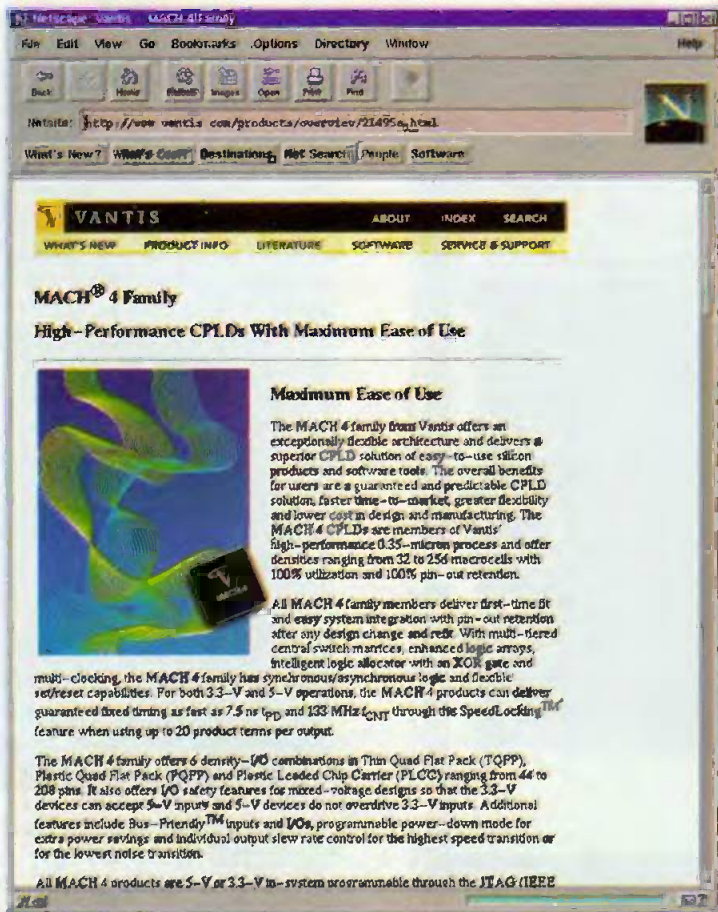 Netscape: Vantis - MACH 4 Family
File Edit View Go Bookmarks Options Directory Window Help
Back Home Reload Images Open Print Find
Netsite: http://www.vantis.com/products/overview/21495e.html
What's New? What's Cool? Destinations Net Search People Software
VANTIS ABOUT INDEX SEARCH
WHAT'S NEW PRODUCT INFO LITERATURE SOFTWARE SERVICE & SUPPORT
MACH® 4 Family
High-Performance CPLDs With Maximum Ease of Use
Maximum Ease of Use
The MACH 4 family from Vantis offers an
exceptionally flexible architecture and delivers a
superior CPLD solution of easy-to-use silicon
products and software tools. The overall benefits
for users are a guaranteed and predictable CPLD
solution, faster time-to-market, greater flexibility
and lower cost in design and manufacturing. The
MACH 4 CPLDs are members of Vantis'
high-performance 0.35-micron process and offer
densities ranging from 32 to 256 macrocells with
100% utilization and 100% pin-out retention.
All MACH 4 family members deliver first-time fit
and easy system integration with pin-out retention
after any design change and refit. With multi-tiered
central switch matrices, enhanced logic arrays,
intelligent logic allocator with an XOR gate and
multi-clocking, the MACH 4 family has synchronous/asynchronous logic and flexible
set/reset capabilities. For both 3.3-V and 5-V operations, the MACH 4 products can deliver
guaranteed fixed timing as fast as 7.5 ns tPD and 133 MHz fCNT through this SpeedLocking™
feature when using up to 20 product terms per output.
The MACH 4 family offers 6 density-I/O combinations in Thin Quad Flat Pack (TQFP),
Plastic Quad Flat Pack (PQFP) and Plastic Leaded Chip Carrier (PLCC) ranging from 44 to
208 pins. It also offers I/O safety features for mixed-voltage designs so that the 3.3-V
devices can accept 5-V inputs and 5-V devices do not overdrive 3.3-V inputs. Additional
features include Bus-Friendly™ inputs and I/Os, programmable power-down mode for
extra power savings and individual output slew rate control for the highest speed transition or
for the lowest noise transition.
All MACH 4 products are 5-V or 3.3-V in-system programmable through the JTAG (IEEE